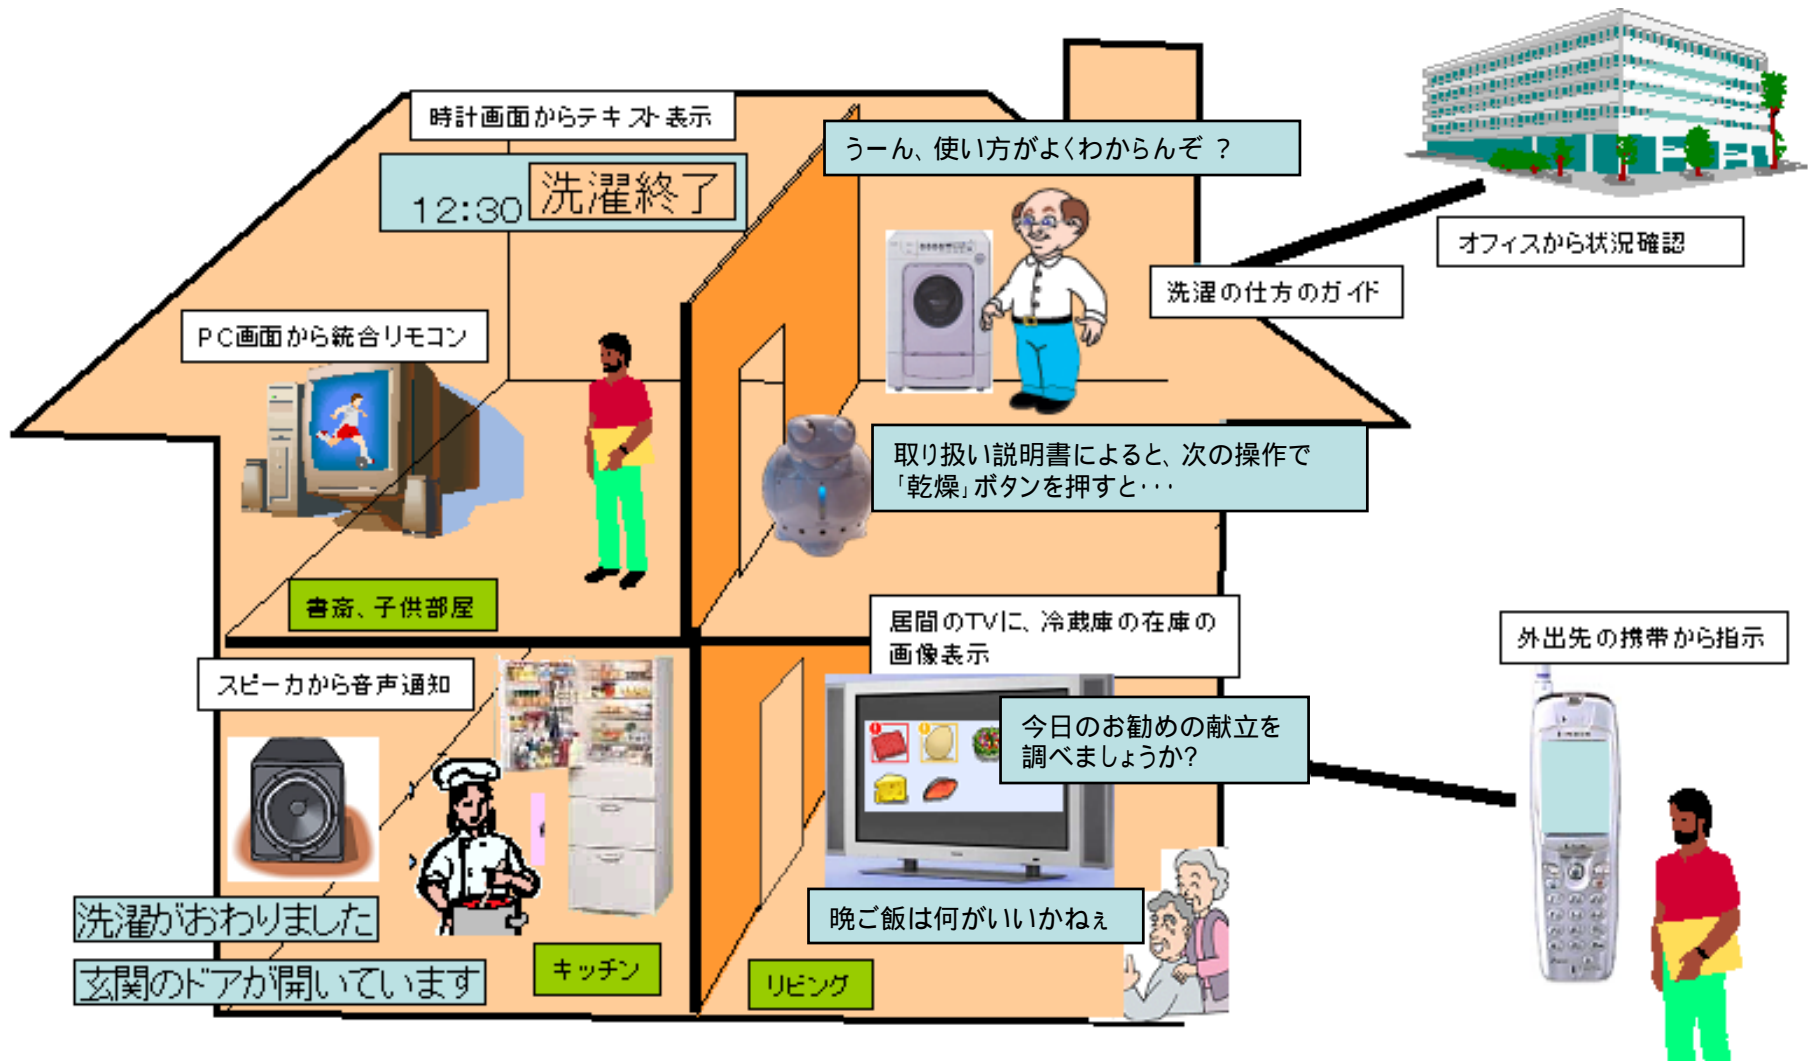 時計画面からテキスト表示
12:30
洗濯終了
うーん、使い方がよくわからんぞ ？
オフィスから状況確認
洗濯の仕方のガイド
PC画面から統合リモコン
取り扱い説明書によると、次の操作で
「乾燥」ボタンを押すと・・・
書斎、子供部屋
居間のTVに、冷蔵庫の在庫の
画像表示
外出先の携帯から指示
スピーカから音声通知
今日のお勧めの献立を
調べましょうか?
洗濯がおわりました
晩ご飯は何がいいかねぇ
玄関のドアが開いています
キッチン
リビング